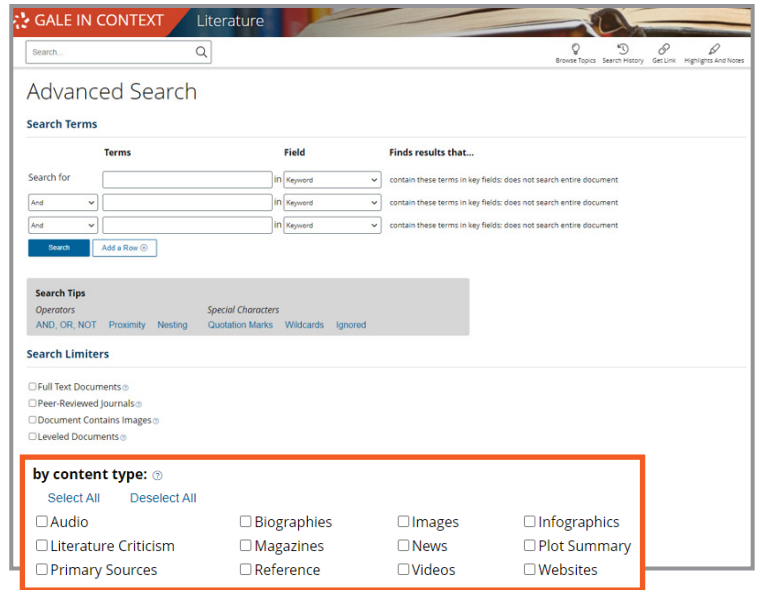 GALE IN CONTEXT Literature
Search...
Browse Topics Search History Get Link Highlights And Notes
Advanced Search
Search Terms
Terms Field Finds results that...
Search for in Keyword contain these terms in key fields: does not search entire document
And in Keyword contain these terms in key fields: does not search entire document
And in Keyword contain these terms in key fields: does not search entire document
Search Add a Row
Search Tips
Operators Special Characters
AND, OR, NOT Proximity Nesting Quotation Marks Wildcards Ignored
Search Limiters
Full Text Documents
Peer-Reviewed Journals
Document Contains Images
Leveled Documents
by content type:
Select All Deselect All
Audio Biographies Images Infographics
Literature Criticism Magazines News Plot Summary
Primary Sources Reference Videos Websites